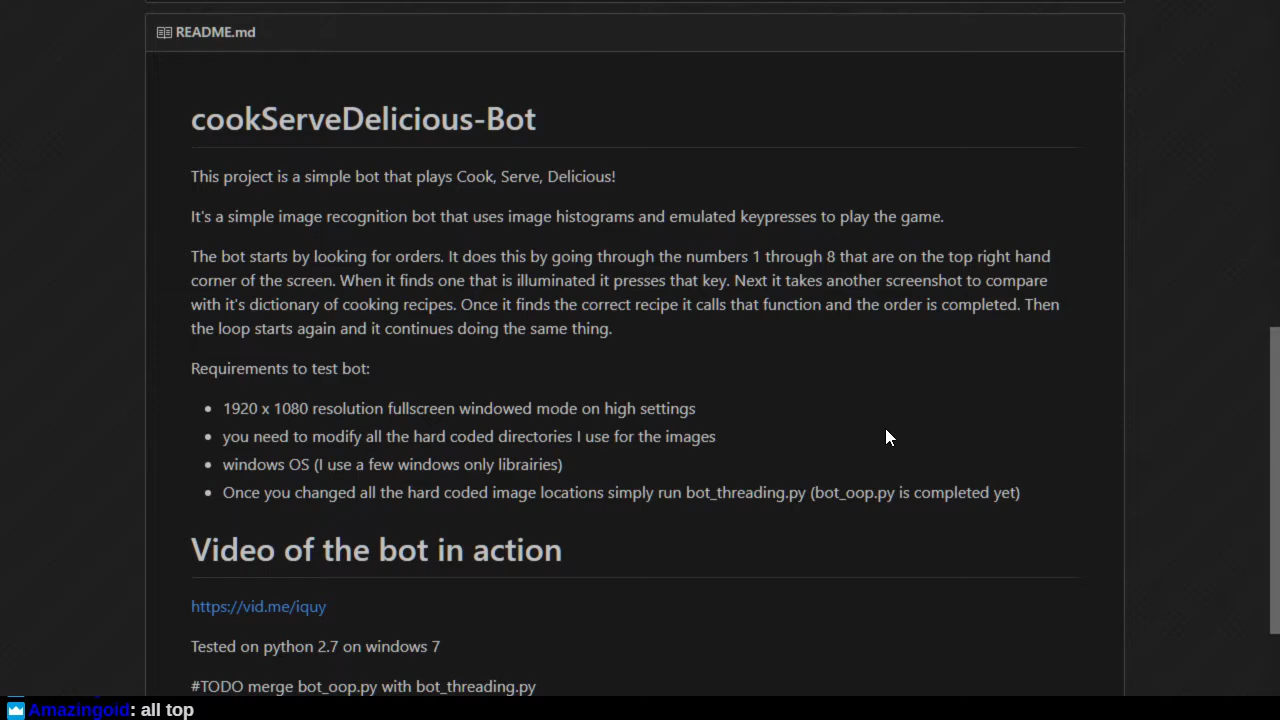 README.md
cookServeDelicious-Bot
This project is a simple bot that plays Cook, Serve, Delicious!
It's a simple image recognition bot that uses image histograms and emulated keypresses to play the game.
The bot starts by looking for orders. It does this by going through the numbers 1 through 8 that are on the top right hand
corner of the screen. When it finds one that is illuminated it presses that key. Next it takes another screenshot to compare
with it's dictionary of cooking recipes. Once it finds the correct recipe it calls that function and the order is completed. Then
the loop starts again and it continues doing the same thing.
Requirements to test bot:
• 1920 x 1080 resolution fullscreen windowed mode on high settings
• you need to modify all the hard coded directories I use for the images
• windows OS (I use a few windows only librairies)
• Once you changed all the hard coded image locations simply run bot_threading.py (bot_oop.py is completed yet)
Video of the bot in action
https://vid.me/iquy
Tested on python 2.7 on windows 7
#TODO merge bot_oop.py with bot_threading.py
Amazingoid: all top